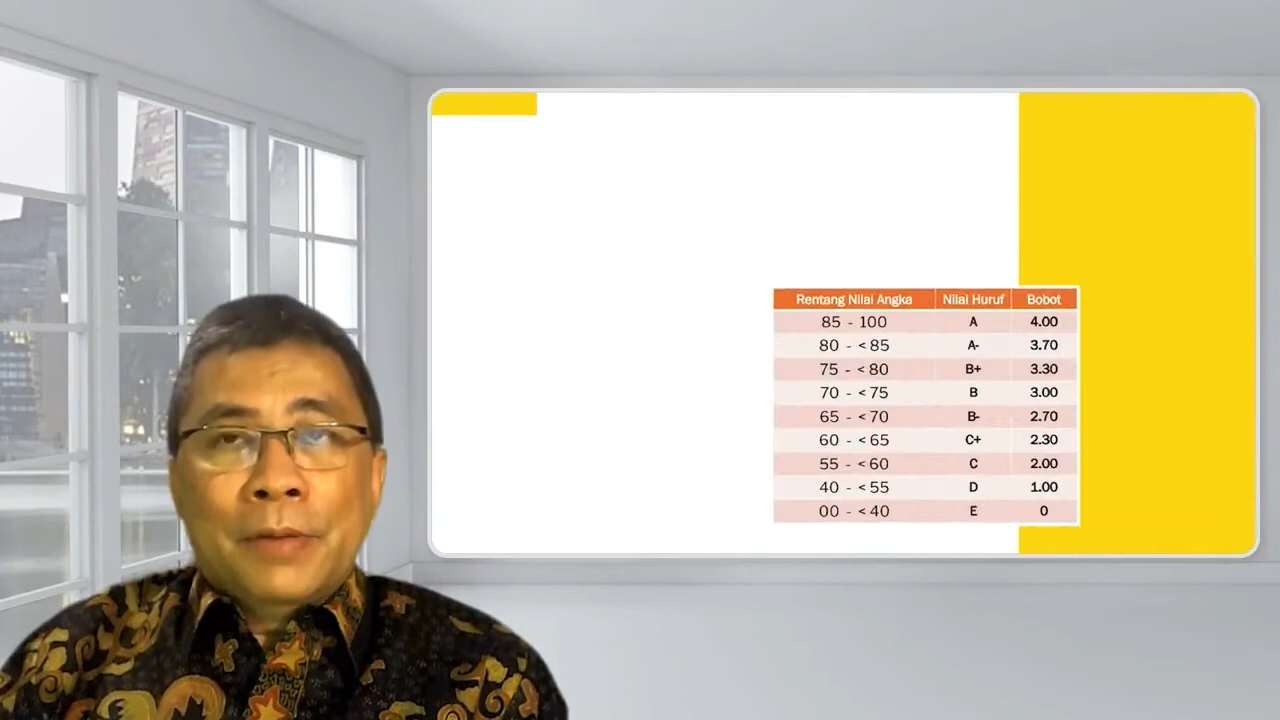 Rentang Nilai Angka Nilai Huruf Bobot
85 - 100 A 4.00
80 - < 85 A- 3.70
75 - < 80 B+ 3.30
70 - < 75 B 3.00
65 - < 70 B- 2.70
60 - < 65 C+ 2.30
55 - < 60 C 2.00
40 - < 55 D 1.00
00 - < 40 E 0